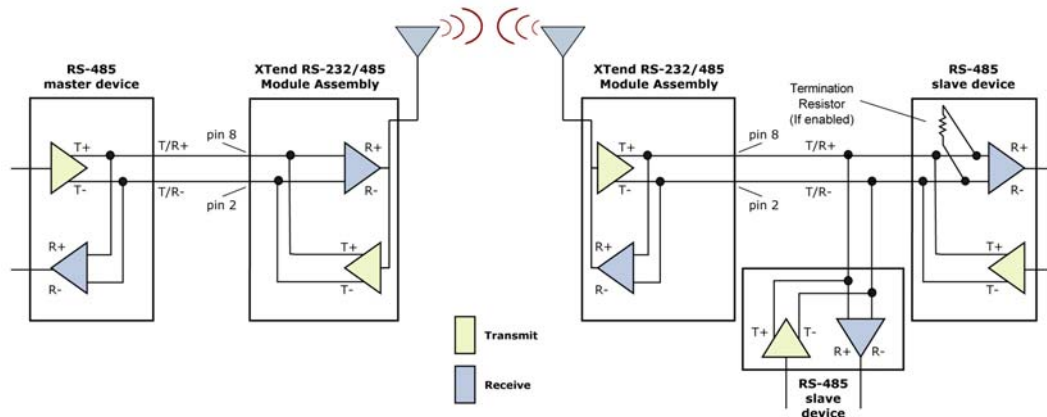 RS-485
master device
XTend RS-232/485
Module Assembly
XTend RS-232/485
Module Assembly
RS-485
slave device
Termination
Resistor
(If enabled)
T+
T-
R+
R-
T/R+
T/R-
pin 8
pin 2
R+
R-
T+
T-
T+
T-
R+
R-
pin 8
T/R+
T/R-
pin 2
R+
R-
T+
T-
T+
T-
R+
R-
RS-485
slave
device
Transmit
Receive